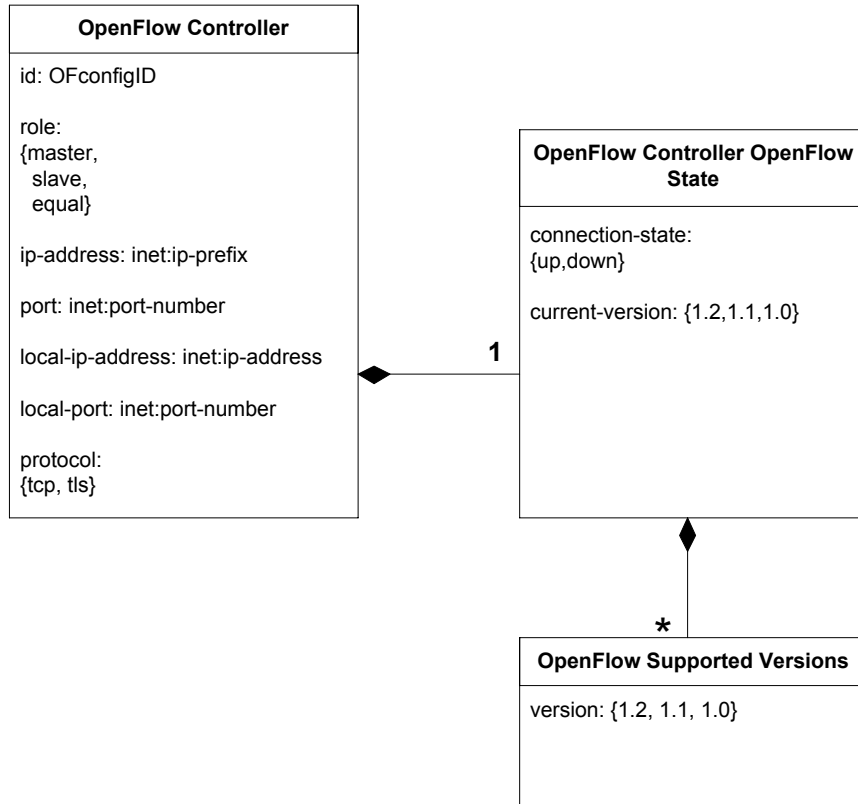 OpenFlow Controller
id: OFconfigID
role:
{master,
slave,
equal}
ip-address: inet:ip-prefix
port: inet:port-number
local-ip-address: inet:ip-address
local-port: inet:port-number
protocol:
{tcp, tls}
1
OpenFlow Controller OpenFlow
State
connection-state:
{up,down}
current-version: {1.2,1.1,1.0}
*
OpenFlow Supported Versions
version: {1.2, 1.1, 1.0}